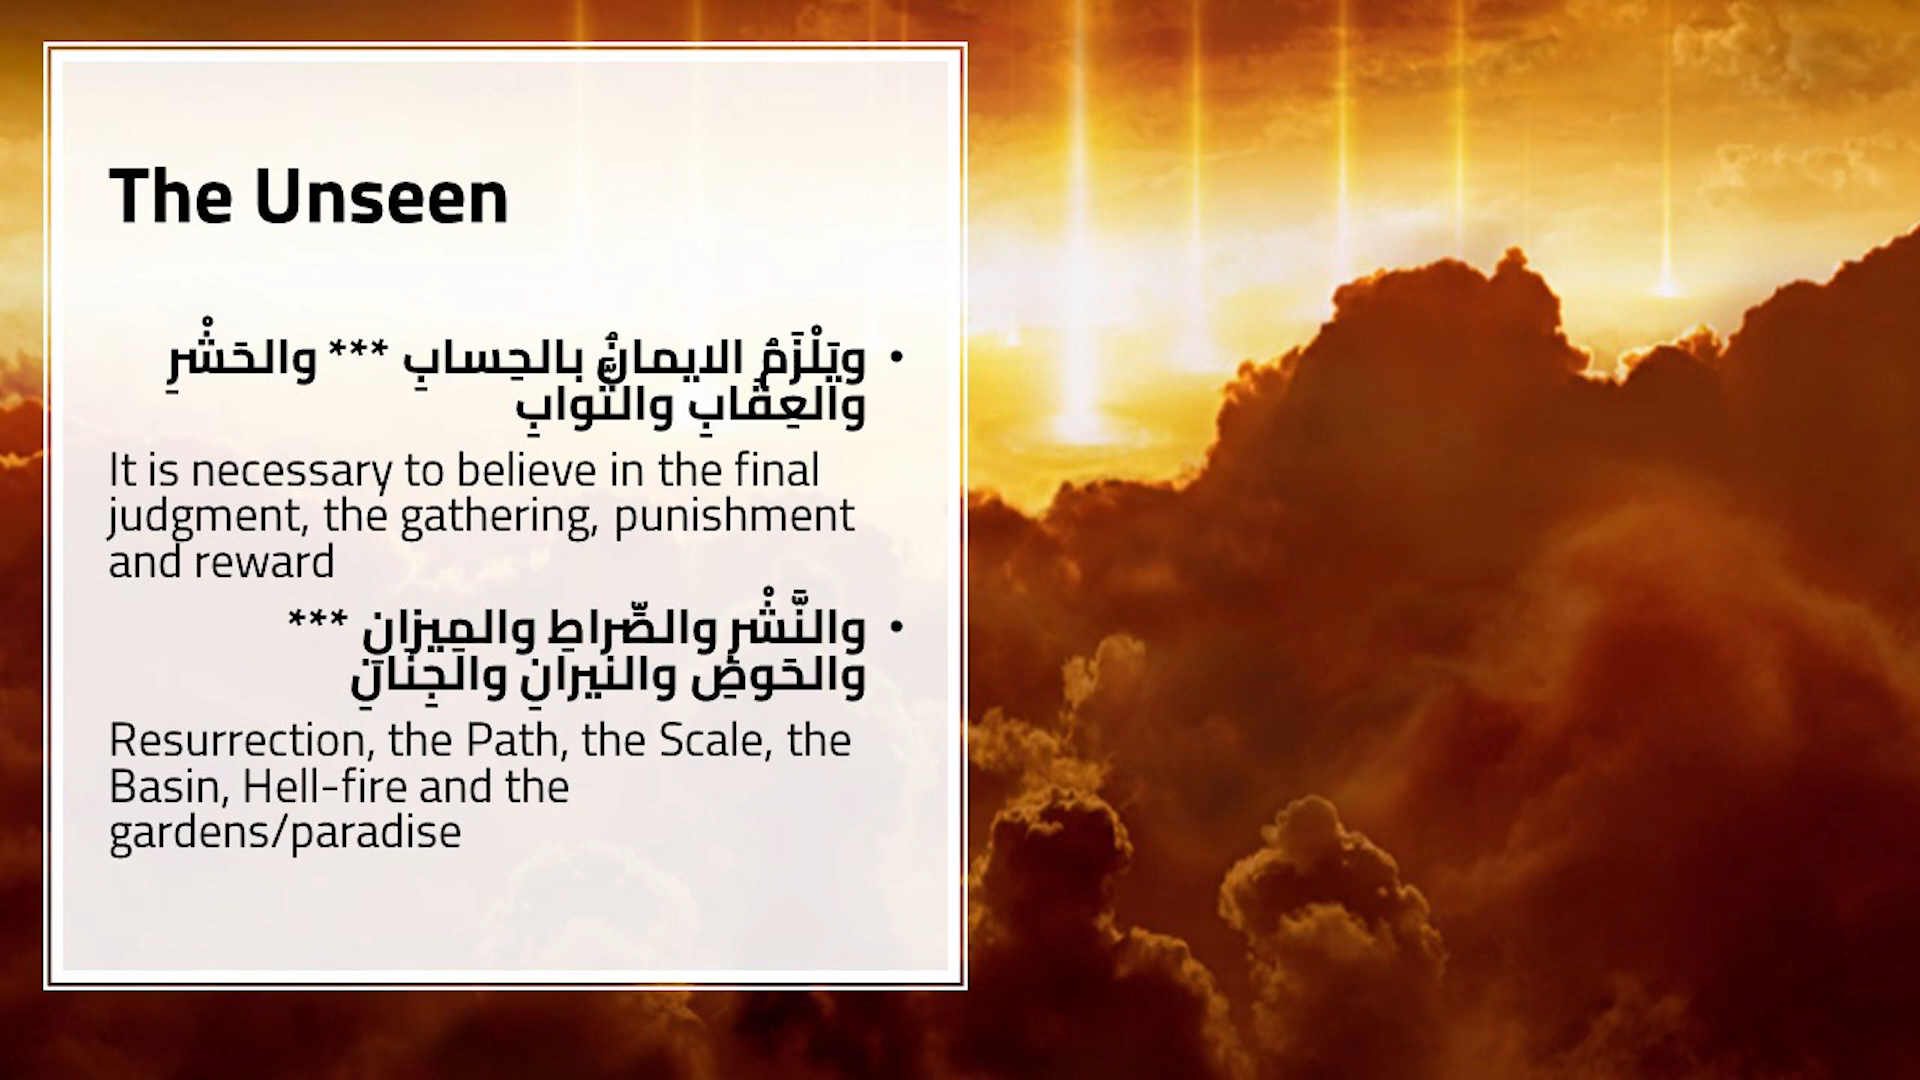 The Unseen
• ويَلْزَمُ الايمانُ بالحِسابِ *** والحَشْرِ
والعِقَابِ والثَّوابِ
It is necessary to believe in the final
judgment, the gathering, punishment
and reward
• والنَّشْرِ والصِّراطِ والمِيزانِ ***
والحَوضِ والنيرانِ والجِنَانِ
Resurrection, the Path, the Scale, the
Basin, Hell-fire and the
gardens/paradise